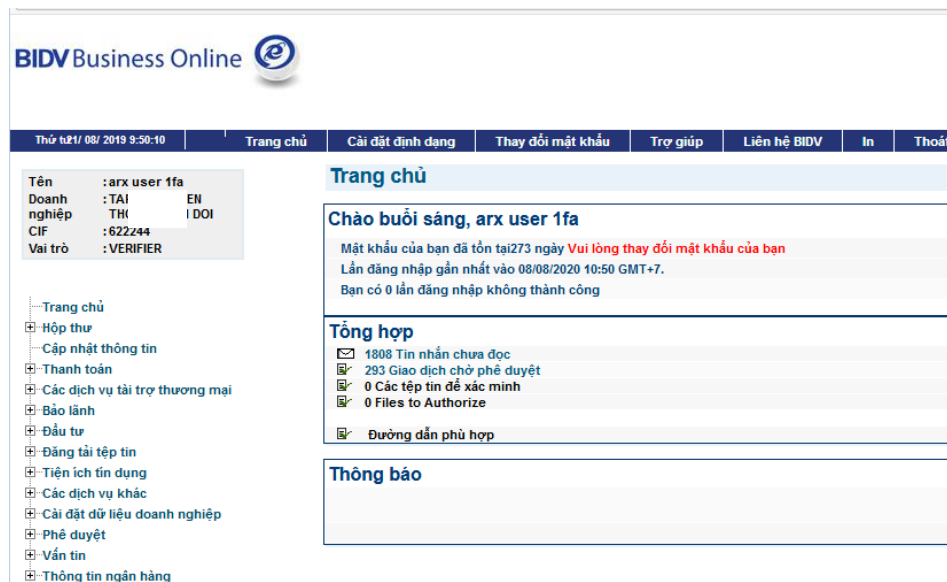 BIDV Business Online
Thứ tư21/ 08/ 2019 9:50:10 Trang chủ Cài đặt định dạng Thay đổi mật khẩu Trợ giúp Liên hệ BIDV In Thoát
Tên : arx user 1fa
Doanh nghiệp : TAI EN
TH I DOI
CIF : 622244
Vai trò : VERIFIER
Trang chủ
Hộp thư
Cập nhật thông tin
Thanh toán
Các dịch vụ tài trợ thương mại
Bảo lãnh
Đầu tư
Đăng tải tệp tin
Tiện ích tín dụng
Các dịch vụ khác
Cài đặt dữ liệu doanh nghiệp
Phê duyệt
Vấn tin
Thông tin ngân hàng
Trang chủ
Chào buổi sáng, arx user 1fa
Mật khẩu của bạn đã tồn tại273 ngày Vui lòng thay đổi mật khẩu của bạn
Lần đăng nhập gần nhất vào 08/08/2020 10:50 GMT+7.
Bạn có 0 lần đăng nhập không thành công
Tổng hợp
1808 Tin nhắn chưa đọc
293 Giao dịch chờ phê duyệt
0 Các tệp tin để xác minh
0 Files to Authorize
Đường dẫn phù hợp
Thông báo